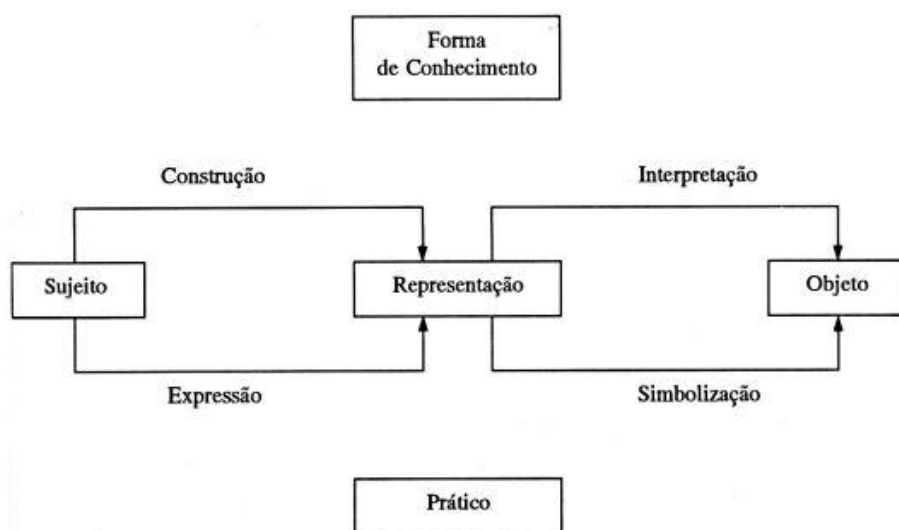 Forma
de Conhecimento
Construção
Interpretação
Sujeito
Representação
Objeto
Expressão
Simbolização
Prático